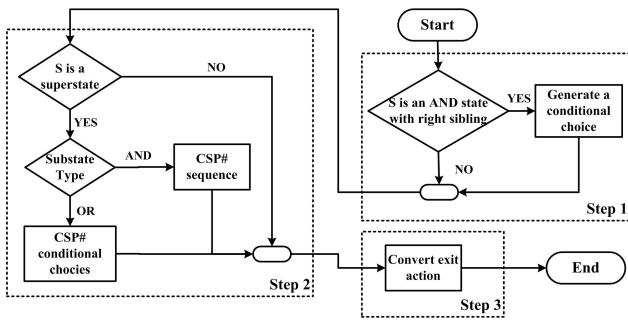 Start
S is an AND state
with right sibling
YES
Generate a
conditional
choice
NO
Step 1
S is a
superstate
NO
YES
Substate
Type
AND
CSP#
sequence
OR
CSP#
conditional
chocies
Step 2
Convert exit
action
Step 3
End